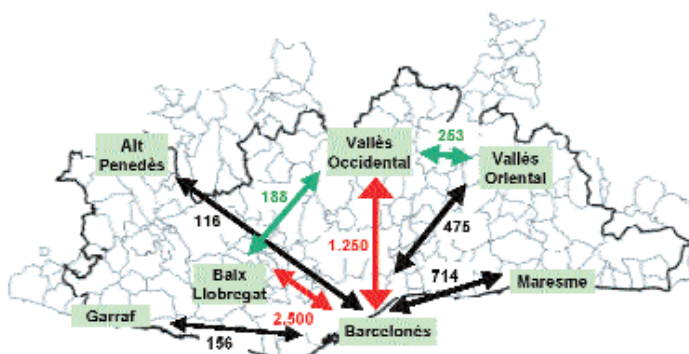 Alt
Penedès
Vallès
Occidental
253
Vallès
Oriental
188
116
1.250
475
Baix
Llobregat
714
Maresme
Garraf
2.500
Barcelonès
156